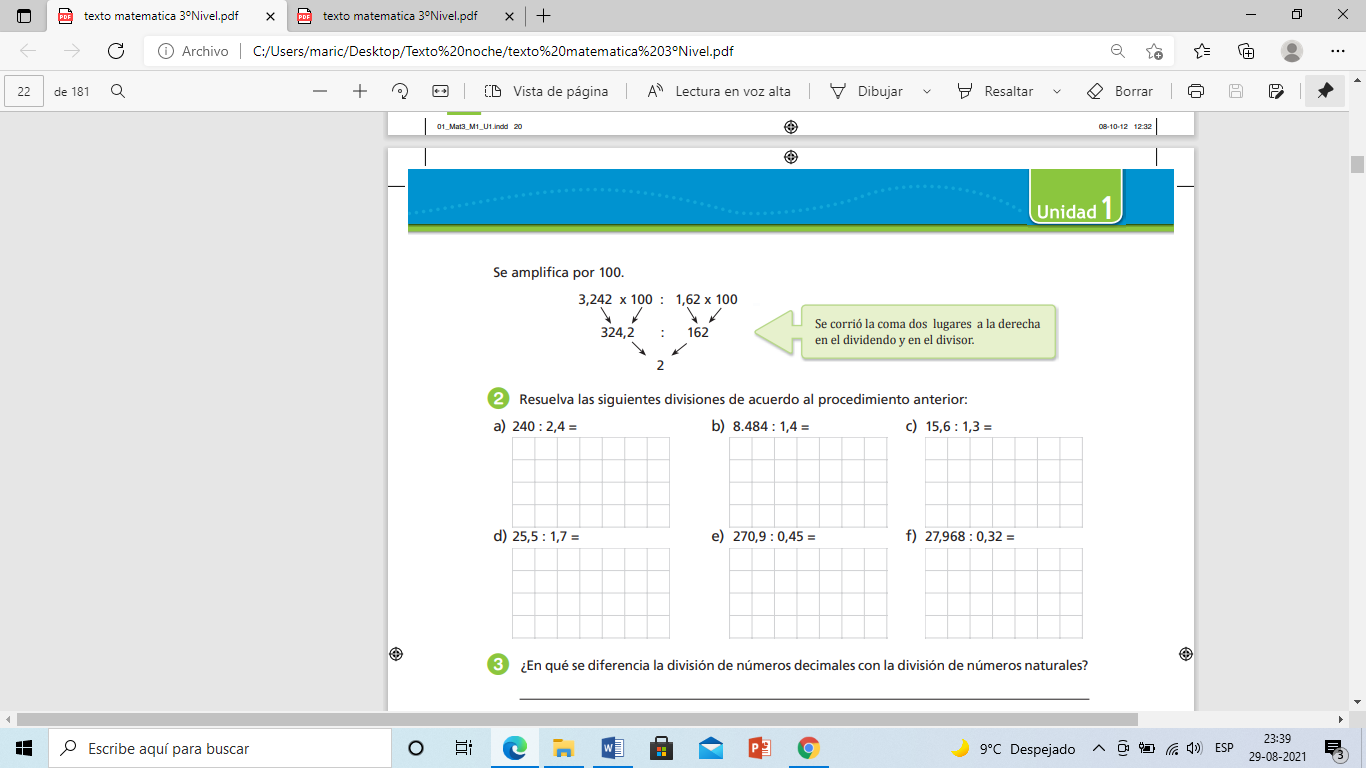 texto matematica 3ºNivel.pdf
texto matematica 3ºNivel.pdf
Archivo
C:/Users/maric/Desktop/Texto%20noche/texto%20matematica%203ºNivel.pdf
22 de 181
Vista de página
Lectura en voz alta
Dibujar
Resaltar
Borrar
01_Mat3_M1_U1.indd 20
08-10-12 12:32
Unidad 1
Se amplifica por 100.
3,242 x 100 : 1,62 x 100
324,2 : 162
2
Se corrió la coma dos lugares a la derecha
en el dividendo y en el divisor.
2 Resuelva las siguientes divisiones de acuerdo al procedimiento anterior:
a) 240 : 2,4 =
b) 8.484 : 1,4 =
c) 15,6 : 1,3 =
d) 25,5 : 1,7 =
e) 270,9 : 0,45 =
f) 27,968 : 0,32 =
3 ¿En qué se diferencia la división de números decimales con la división de números naturales?
Escribe aquí para buscar
9°C Despejado
ESP
23:39
29-08-2021
3